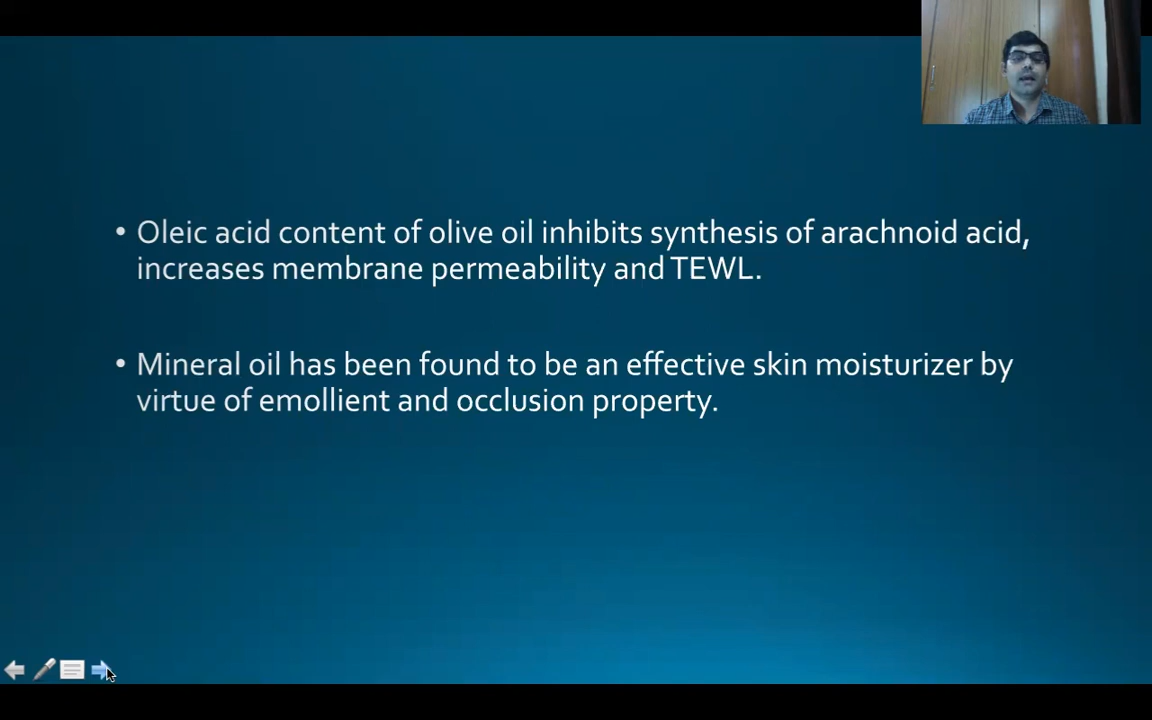 • Oleic acid content of olive oil inhibits synthesis of arachnoid acid,
increases membrane permeability and TEWL.
• Mineral oil has been found to be an effective skin moisturizer by
virtue of emollient and occlusion property.